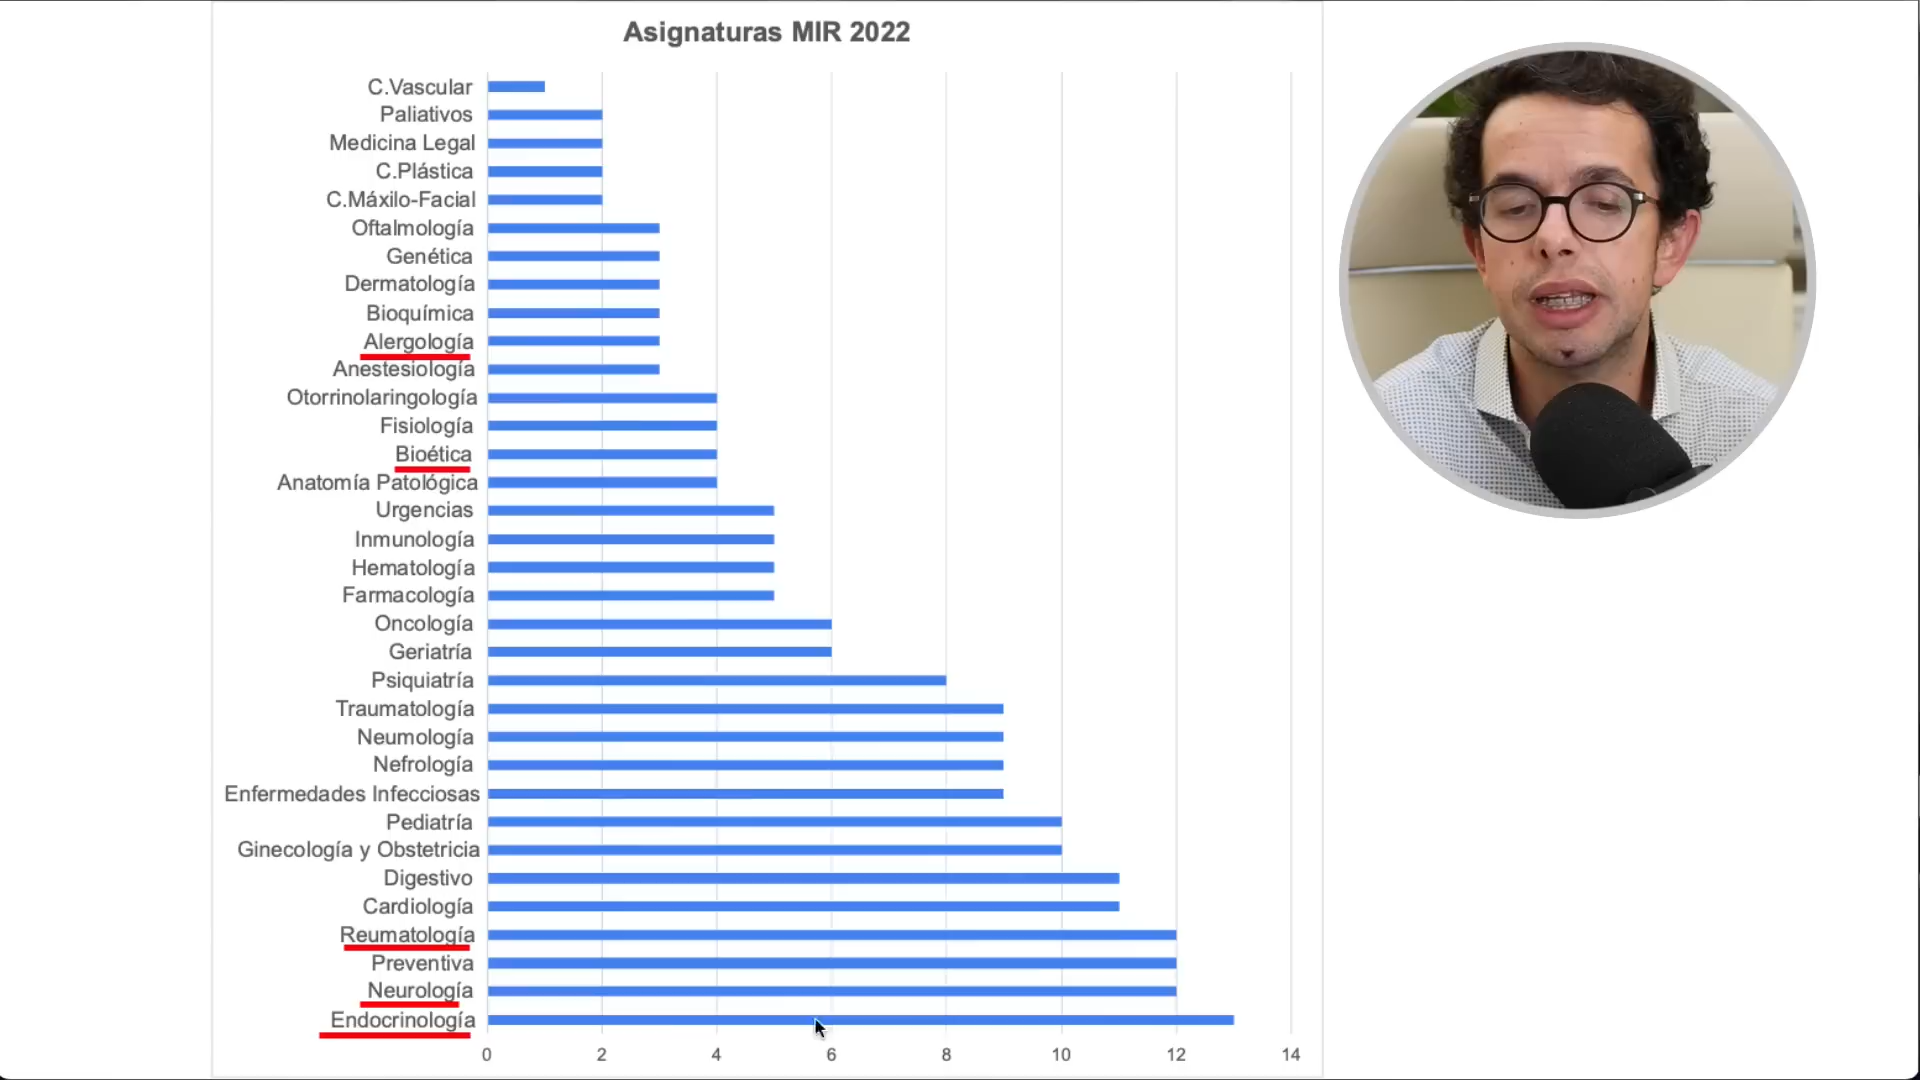 Asignaturas MIR 2022
C.Vascular
Paliativos
Medicina Legal
C.Plástica
C.Máxilo-Facial
Oftalmología
Genética
Dermatología
Bioquímica
Alergología
Anestesiología
Otorrinolaringología
Fisiología
Bioética
Anatomía Patológica
Urgencias
Inmunología
Hematología
Farmacología
Oncología
Geriatría
Psiquiatría
Traumatología
Neumología
Nefrología
Enfermedades Infecciosas
Pediatría
Ginecología y Obstetricia
Digestivo
Cardiología
Reumatología
Preventiva
Neurología
Endocrinología
0 2 4 6 8 10 12 14